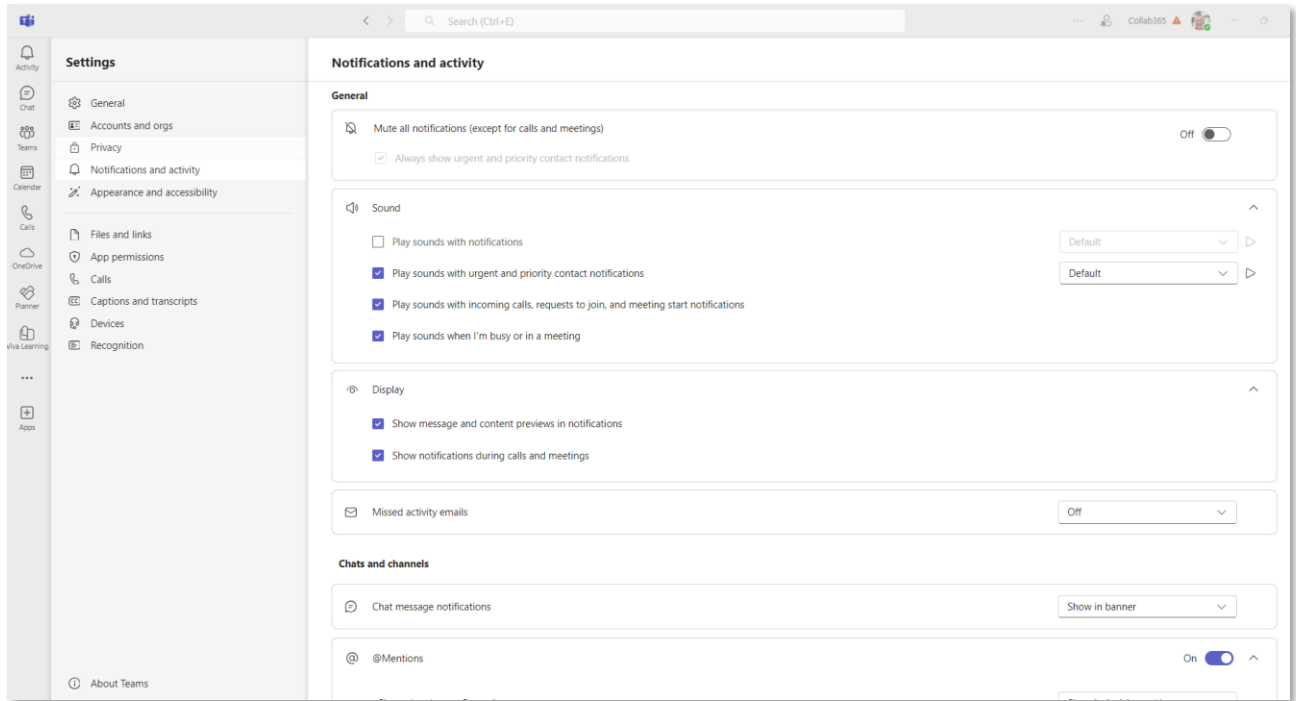 Search (Ctrl+E)
Collab365
Activity
Chat
Teams
Calendar
Calls
OneDrive
Planner
Viva Learning
Apps
Settings
General
Accounts and orgs
Privacy
Notifications and activity
Appearance and accessibility
Files and links
App permissions
Calls
Captions and transcripts
Devices
Recognition
About Teams
Notifications and activity
General
Mute all notifications (except for calls and meetings)
Off
Always show urgent and priority contact notifications
Sound
Play sounds with notifications
Default
Play sounds with urgent and priority contact notifications
Default
Play sounds with incoming calls, requests to join, and meeting start notifications
Play sounds when I'm busy or in a meeting
Display
Show message and content previews in notifications
Show notifications during calls and meetings
Missed activity emails
Off
Chats and channels
Chat message notifications
Show in banner
@Mentions
On